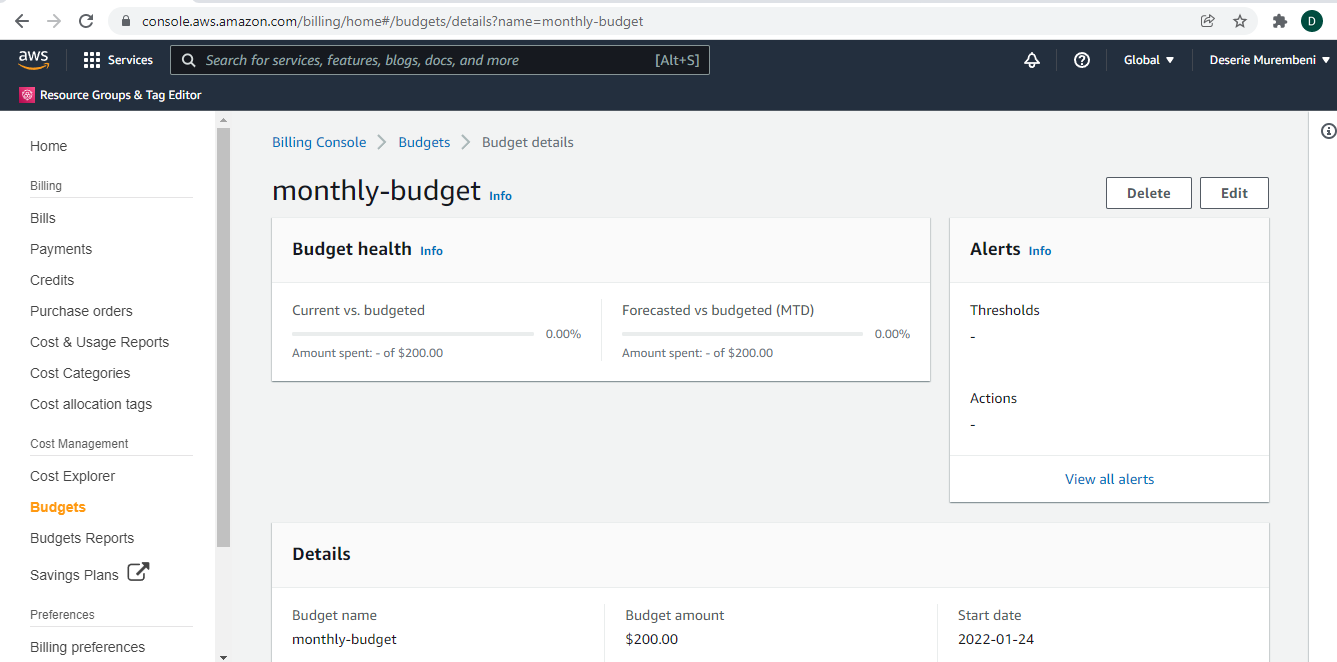 console.aws.amazon.com/billing/home#/budgets/details?name=monthly-budget
D
aws
Services
Search for services, features, blogs, docs, and more
[Alt+S]
Global ▼
Deserie Murembeni ▼
Resource Groups & Tag Editor
Home
Billing
Bills
Payments
Credits
Purchase orders
Cost & Usage Reports
Cost Categories
Cost allocation tags
Cost Management
Cost Explorer
Budgets
Budgets Reports
Savings Plans
Preferences
Billing preferences
Billing Console > Budgets > Budget details
monthly-budget Info
Delete
Edit
Budget health Info
Current vs. budgeted
0.00%
Amount spent: - of $200.00
Forecasted vs budgeted (MTD)
0.00%
Amount spent: - of $200.00
Alerts Info
Thresholds
-
Actions
-
View all alerts
Details
Budget name
monthly-budget
Budget amount
$200.00
Start date
2022-01-24